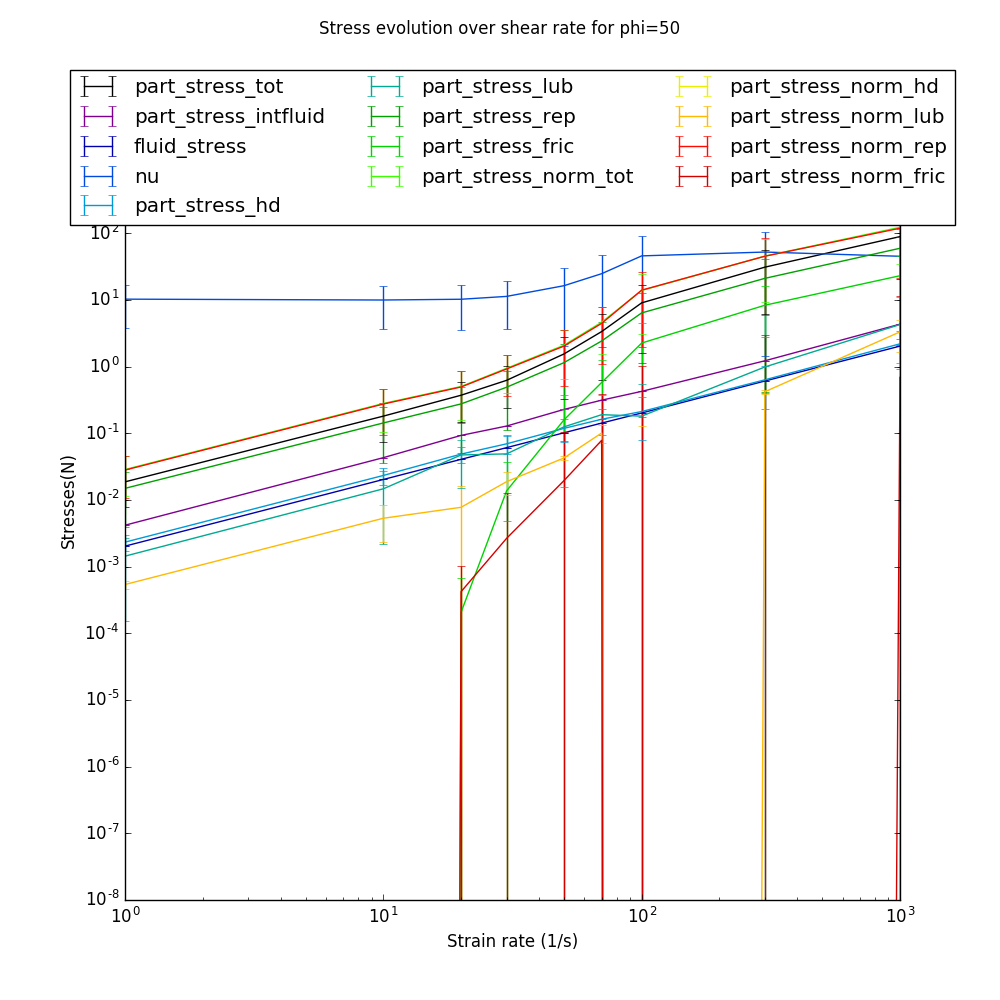 Stress evolution over shear rate for phi=50
part_stress_tot
part_stress_intfluid
fluid_stress
nu
part_stress_hd
part_stress_lub
part_stress_rep
part_stress_fric
part_stress_norm_tot
part_stress_norm_hd
part_stress_norm_lub
part_stress_norm_rep
part_stress_norm_fric
Stresses(N)
10^2
10^1
10^0
10^-1
10^-2
10^-3
10^-4
10^-5
10^-6
10^-7
10^-8
10^0 10^1 10^2 10^3
Strain rate (1/s)